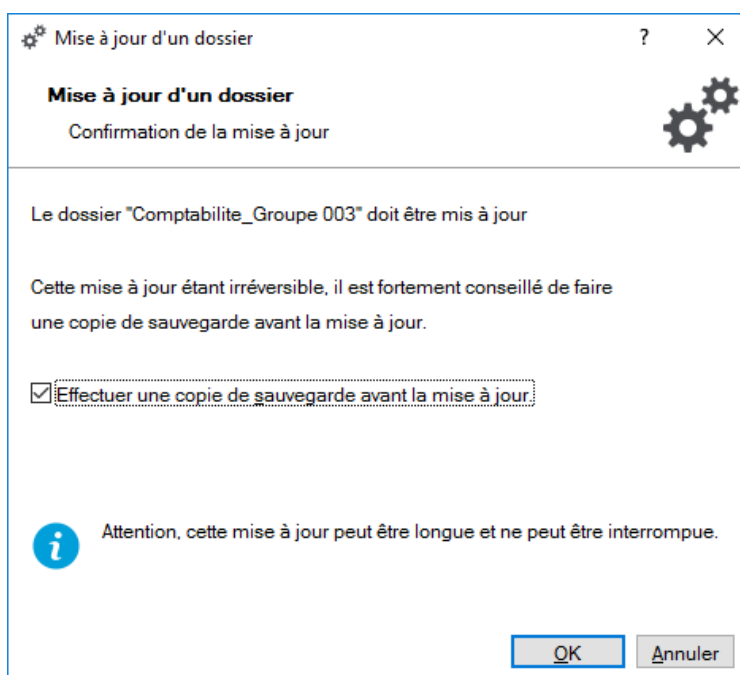 Mise à jour d'un dossier
Mise à jour d'un dossier
Confirmation de la mise à jour
Le dossier "Comptabilite_Groupe 003" doit être mis à jour
Cette mise à jour étant irréversible, il est fortement conseillé de faire
une copie de sauvegarde avant la mise à jour.
Effectuer une copie de sauvegarde avant la mise à jour.
Attention, cette mise à jour peut être longue et ne peut être interrompue.
OK
Annuler